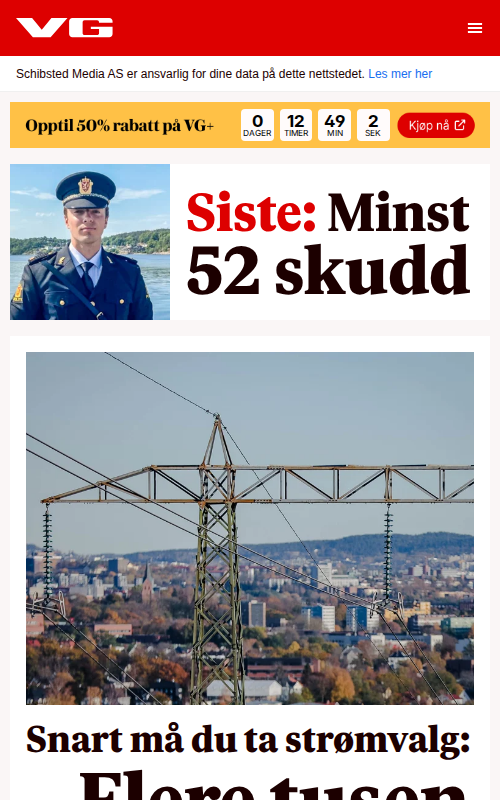 VG
Schibsted Media AS er ansvarlig for dine data på dette nettstedet. Les mer her
Opptil 50% rabatt på VG+
0 12 49 2
DAGER TIMER MIN SEK
Kjøp nå
Siste: Minst
52 skudd
Snart må du ta strømvalg:
Flere tusen